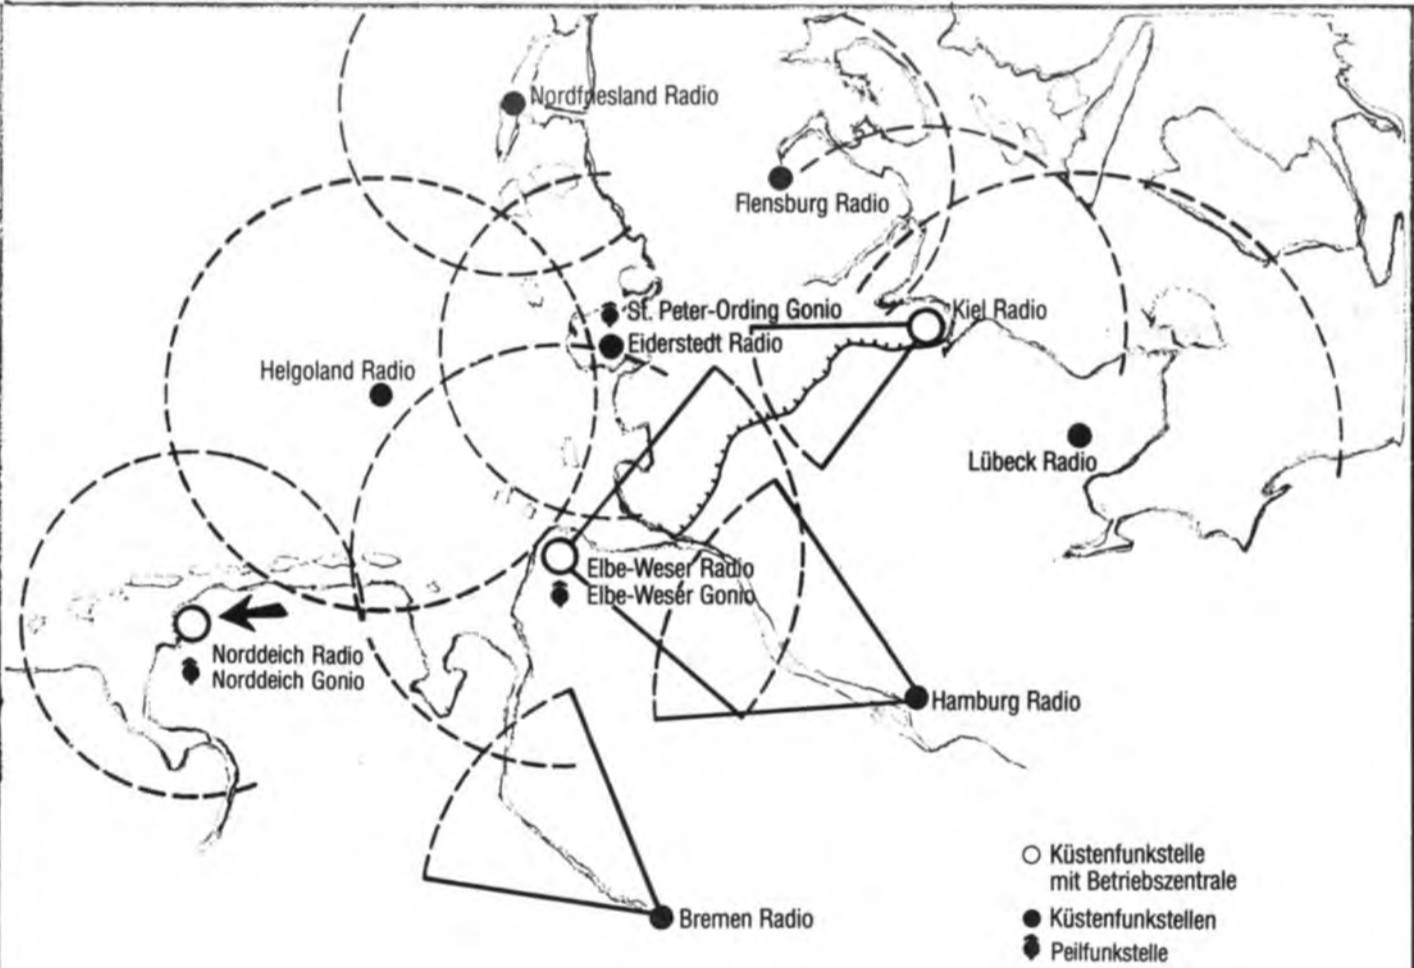 Nordfriesland Radio
Flensburg Radio
St. Peter-Ording Gonio
Eiderstedt Radio
Kiel Radio
Helgoland Radio
Lübeck Radio
Elbe-Weser Radio
Elbe-Weser Gonio
Norddeich Radio
Norddeich Gonio
Hamburg Radio
Bremen Radio
Küstenfunkstelle
mit Betriebszentrale
Küstenfunkstellen
Peilfunkstelle